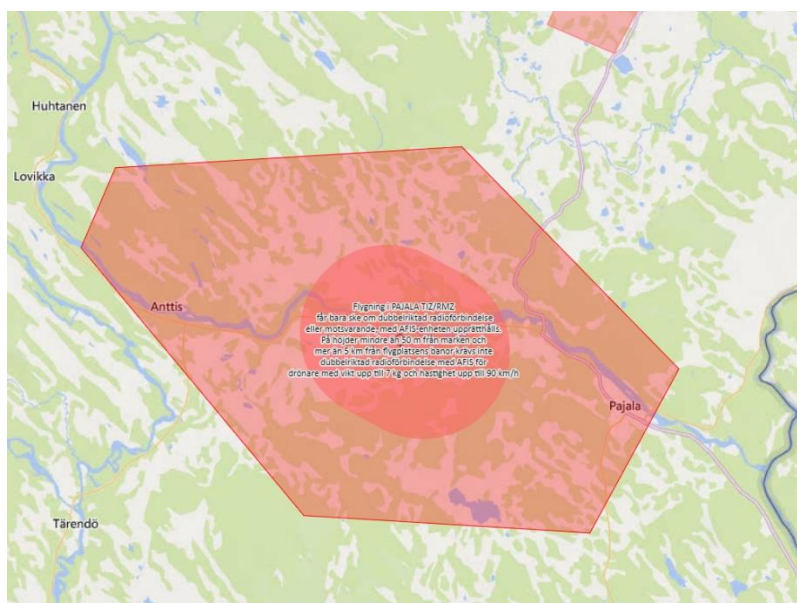 Huhtanen
Lovikka
Anttis
Flygning i PAJALA TIZ/RMZ
får bara ske om dubbelriktad radioförbindelse
eller motsvarande, med AFIS-enheten upprätthålls.
På höjder mindre än 50 m från marken och
mer än 5 km från flygplatsens banor krävs inte
dubbelriktad radioförbindelse med AFIS för
drönare med vikt upp till 7 kg och hastighet upp till 90 km/h
Pajala
Tärendö